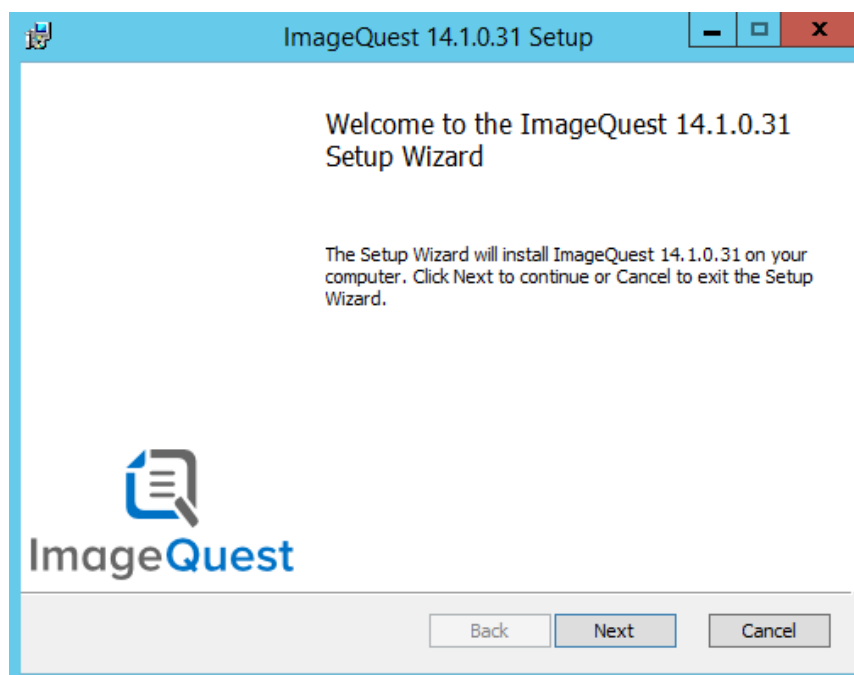 ImageQuest 14.1.0.31 Setup
Welcome to the ImageQuest 14.1.0.31
Setup Wizard
The Setup Wizard will install ImageQuest 14.1.0.31 on your
computer. Click Next to continue or Cancel to exit the Setup
Wizard.
ImageQuest
Back Next Cancel